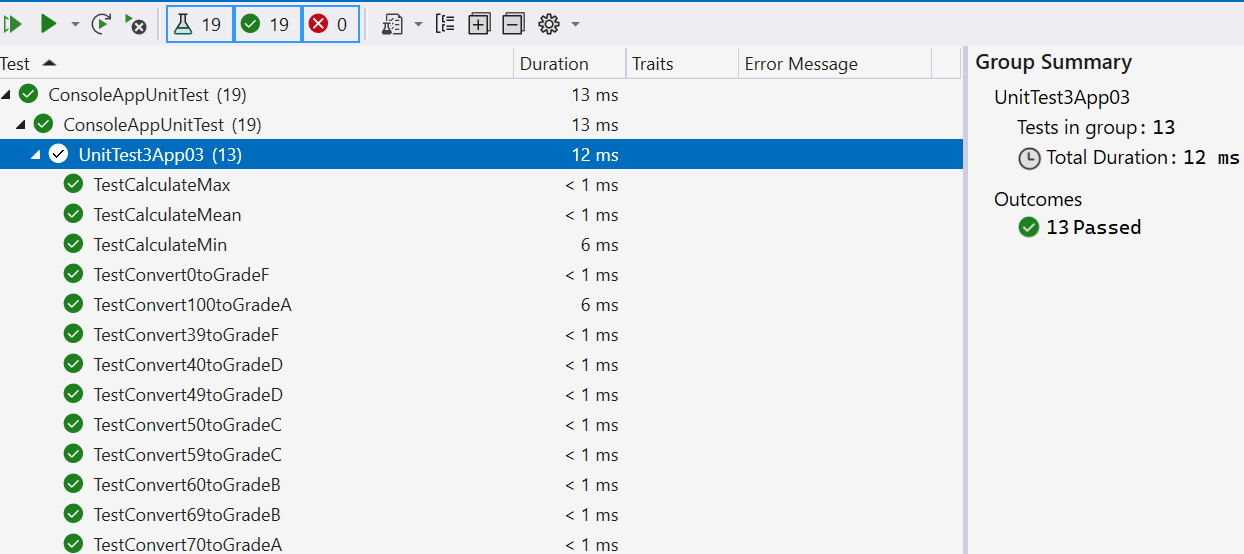 19 19 0
Test Duration Traits Error Message
ConsoleAppUnitTest (19) 13 ms
ConsoleAppUnitTest (19) 13 ms
UnitTest3App03 (13) 12 ms
TestCalculateMax < 1 ms
TestCalculateMean < 1 ms
TestCalculateMin 6 ms
TestConvert0toGradeF < 1 ms
TestConvert100toGradeA 6 ms
TestConvert39toGradeF < 1 ms
TestConvert40toGradeD < 1 ms
TestConvert49toGradeD < 1 ms
TestConvert50toGradeC < 1 ms
TestConvert59toGradeC < 1 ms
TestConvert60toGradeB < 1 ms
TestConvert69toGradeB < 1 ms
TestConvert70toGradeA < 1 ms
Group Summary
UnitTest3App03
Tests in group: 13
Total Duration: 12 ms
Outcomes
13 Passed